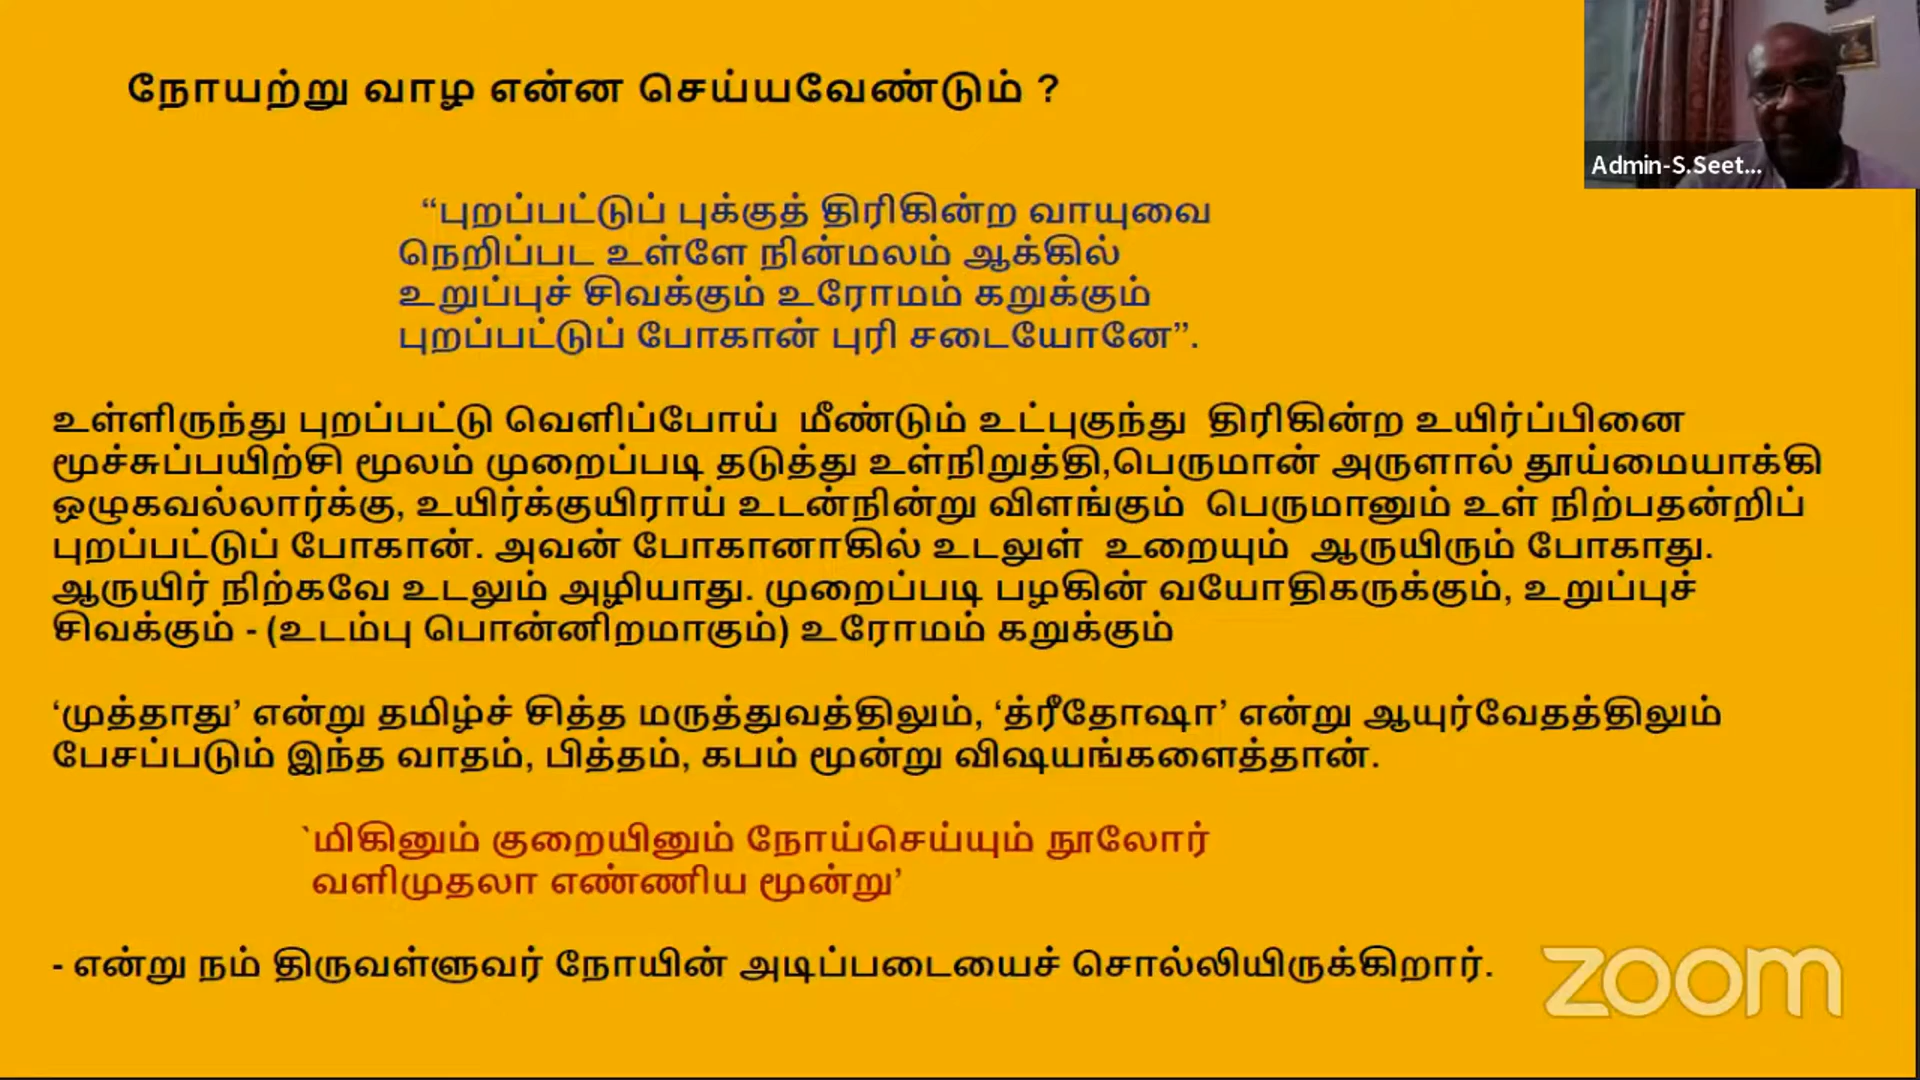 நோயற்று வாழ என்ன செய்யவேண்டும் ?
Admin-S.Seet...
“புறப்பட்டுப் புக்குத் திரிகின்ற வாயுவை
நெறிப்பட உள்ளே நின்மலம் ஆக்கில்
உறுப்புச் சிவக்கும் உரோமம் கறுக்கும்
புறப்பட்டுப் போகான் புரி சடையோனே”.
உள்ளிருந்து புறப்பட்டு வெளிப்போய் மீண்டும் உட்புகுந்து திரிகின்ற உயிர்ப்பினை
மூச்சுப்பயிற்சி மூலம் முறைப்படி தடுத்து உள்நிறுத்தி,பெருமான் அருளால் தூய்மையாக்கி
ஒழுகவல்லார்க்கு, உயிர்க்குயிராய் உடன்நின்று விளங்கும் பெருமானும் உள் நிற்பதன்றிப்
புறப்பட்டுப் போகான். அவன் போகானாகில் உடலுள் உறையும் ஆருயிரும் போகாது.
ஆருயிர் நிற்கவே உடலும் அழியாது. முறைப்படி பழகின் வயோதிகருக்கும், உறுப்புச்
சிவக்கும் - (உடம்பு பொன்னிறமாகும்) உரோமம் கறுக்கும்
‘முத்தாது’ என்று தமிழ்ச் சித்த மருத்துவத்திலும், ‘த்ரீதோஷா’ என்று ஆயுர்வேதத்திலும்
பேசப்படும் இந்த வாதம், பித்தம், கபம் மூன்று விஷயங்களைத்தான்.
`மிகினும் குறையினும் நோய்செய்யும் நூலோர்
வளிமுதலா எண்ணிய மூன்று’
- என்று நம் திருவள்ளுவர் நோயின் அடிப்படையைச் சொல்லியிருக்கிறார்.
zoom